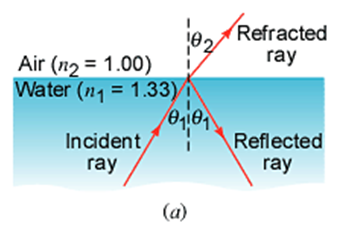 θ₂
Refracted
ray
Air (n₂ = 1.00)
Water (n₁ = 1.33)
θ₁ θ₁
Incident
ray
Reflected
ray
(a)